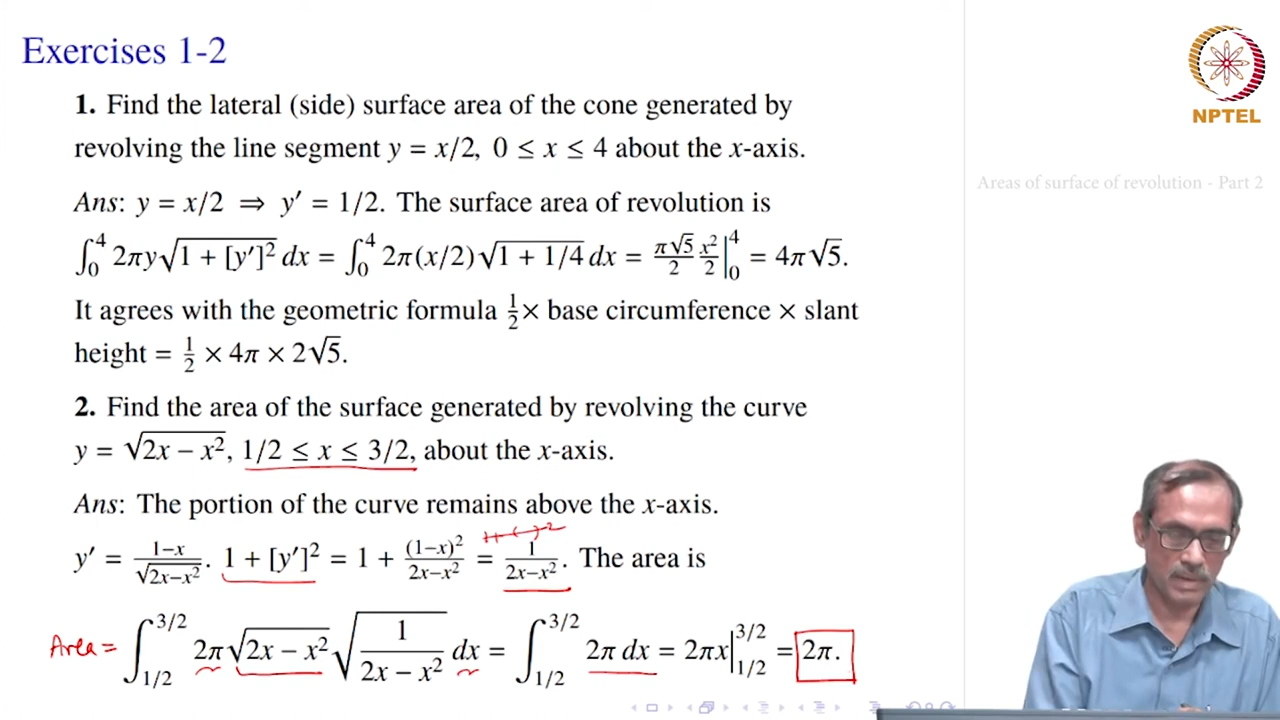 Exercises 1-2
NPTEL
1. Find the lateral (side) surface area of the cone generated by
revolving the line segment y = x/2, 0 ≤ x ≤ 4 about the x-axis.
Areas of surface of revolution - Part 2
Ans: y = x/2 ⇒ y′ = 1/2. The surface area of revolution is
∫₀⁴ 2πy√(1 + [y′]²) dx = ∫₀⁴ 2π(x/2)√(1 + 1/4) dx = (π√5/2) (x²/2)|₀⁴ = 4π√5.
It agrees with the geometric formula ½× base circumference × slant
height = ½ × 4π × 2√5.
2. Find the area of the surface generated by revolving the curve
y = √(2x − x²), 1/2 ≤ x ≤ 3/2, about the x-axis.
Ans: The portion of the curve remains above the x-axis.
y′ = (1−x)/√(2x−x²). 1 + [y′]² = 1 + (1−x)²/(2x−x²) = 1/(2x−x²). The area is
Area = ∫_{1/2}^{3/2} 2π√(2x − x²) √(1/(2x − x²)) dx = ∫_{1/2}^{3/2} 2π dx = 2πx|_{1/2}^{3/2} = 2π.